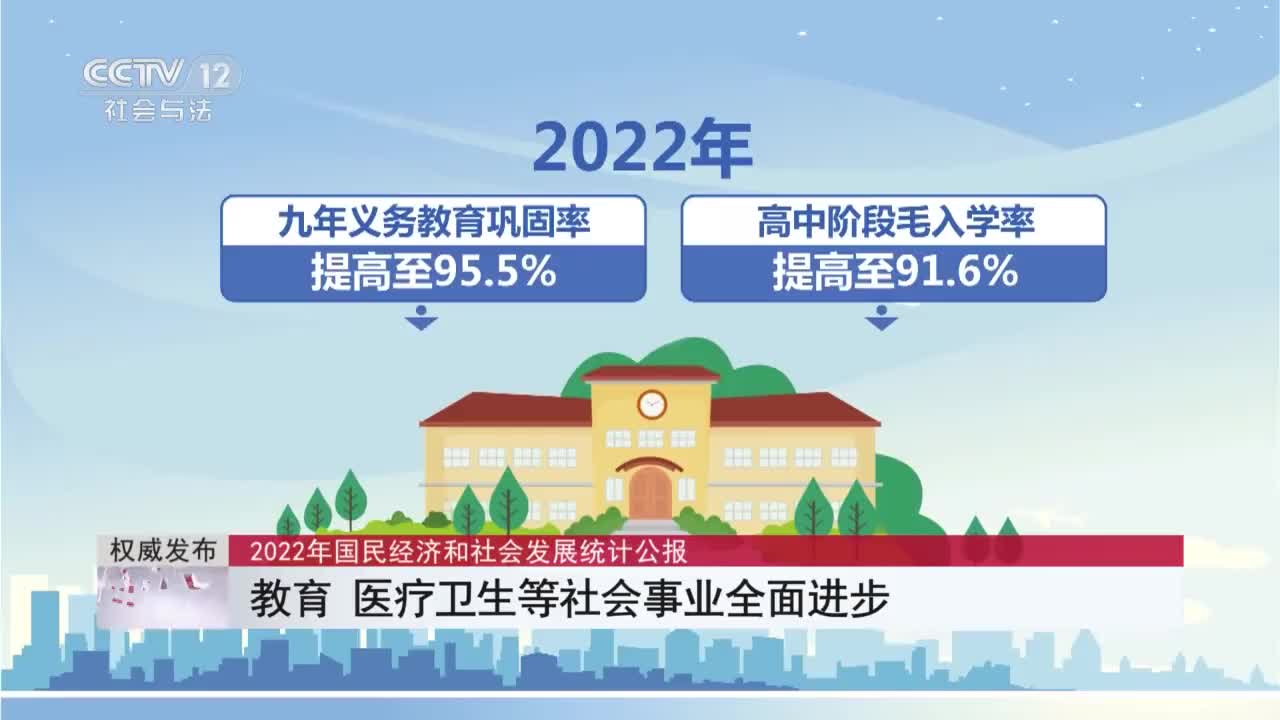 CCTV 12
社会与法
2022年
九年义务教育巩固率
提高至95.5%
高中阶段毛入学率
提高至91.6%
权威发布
2022年国民经济和社会发展统计公报
教育 医疗卫生等社会事业全面进步